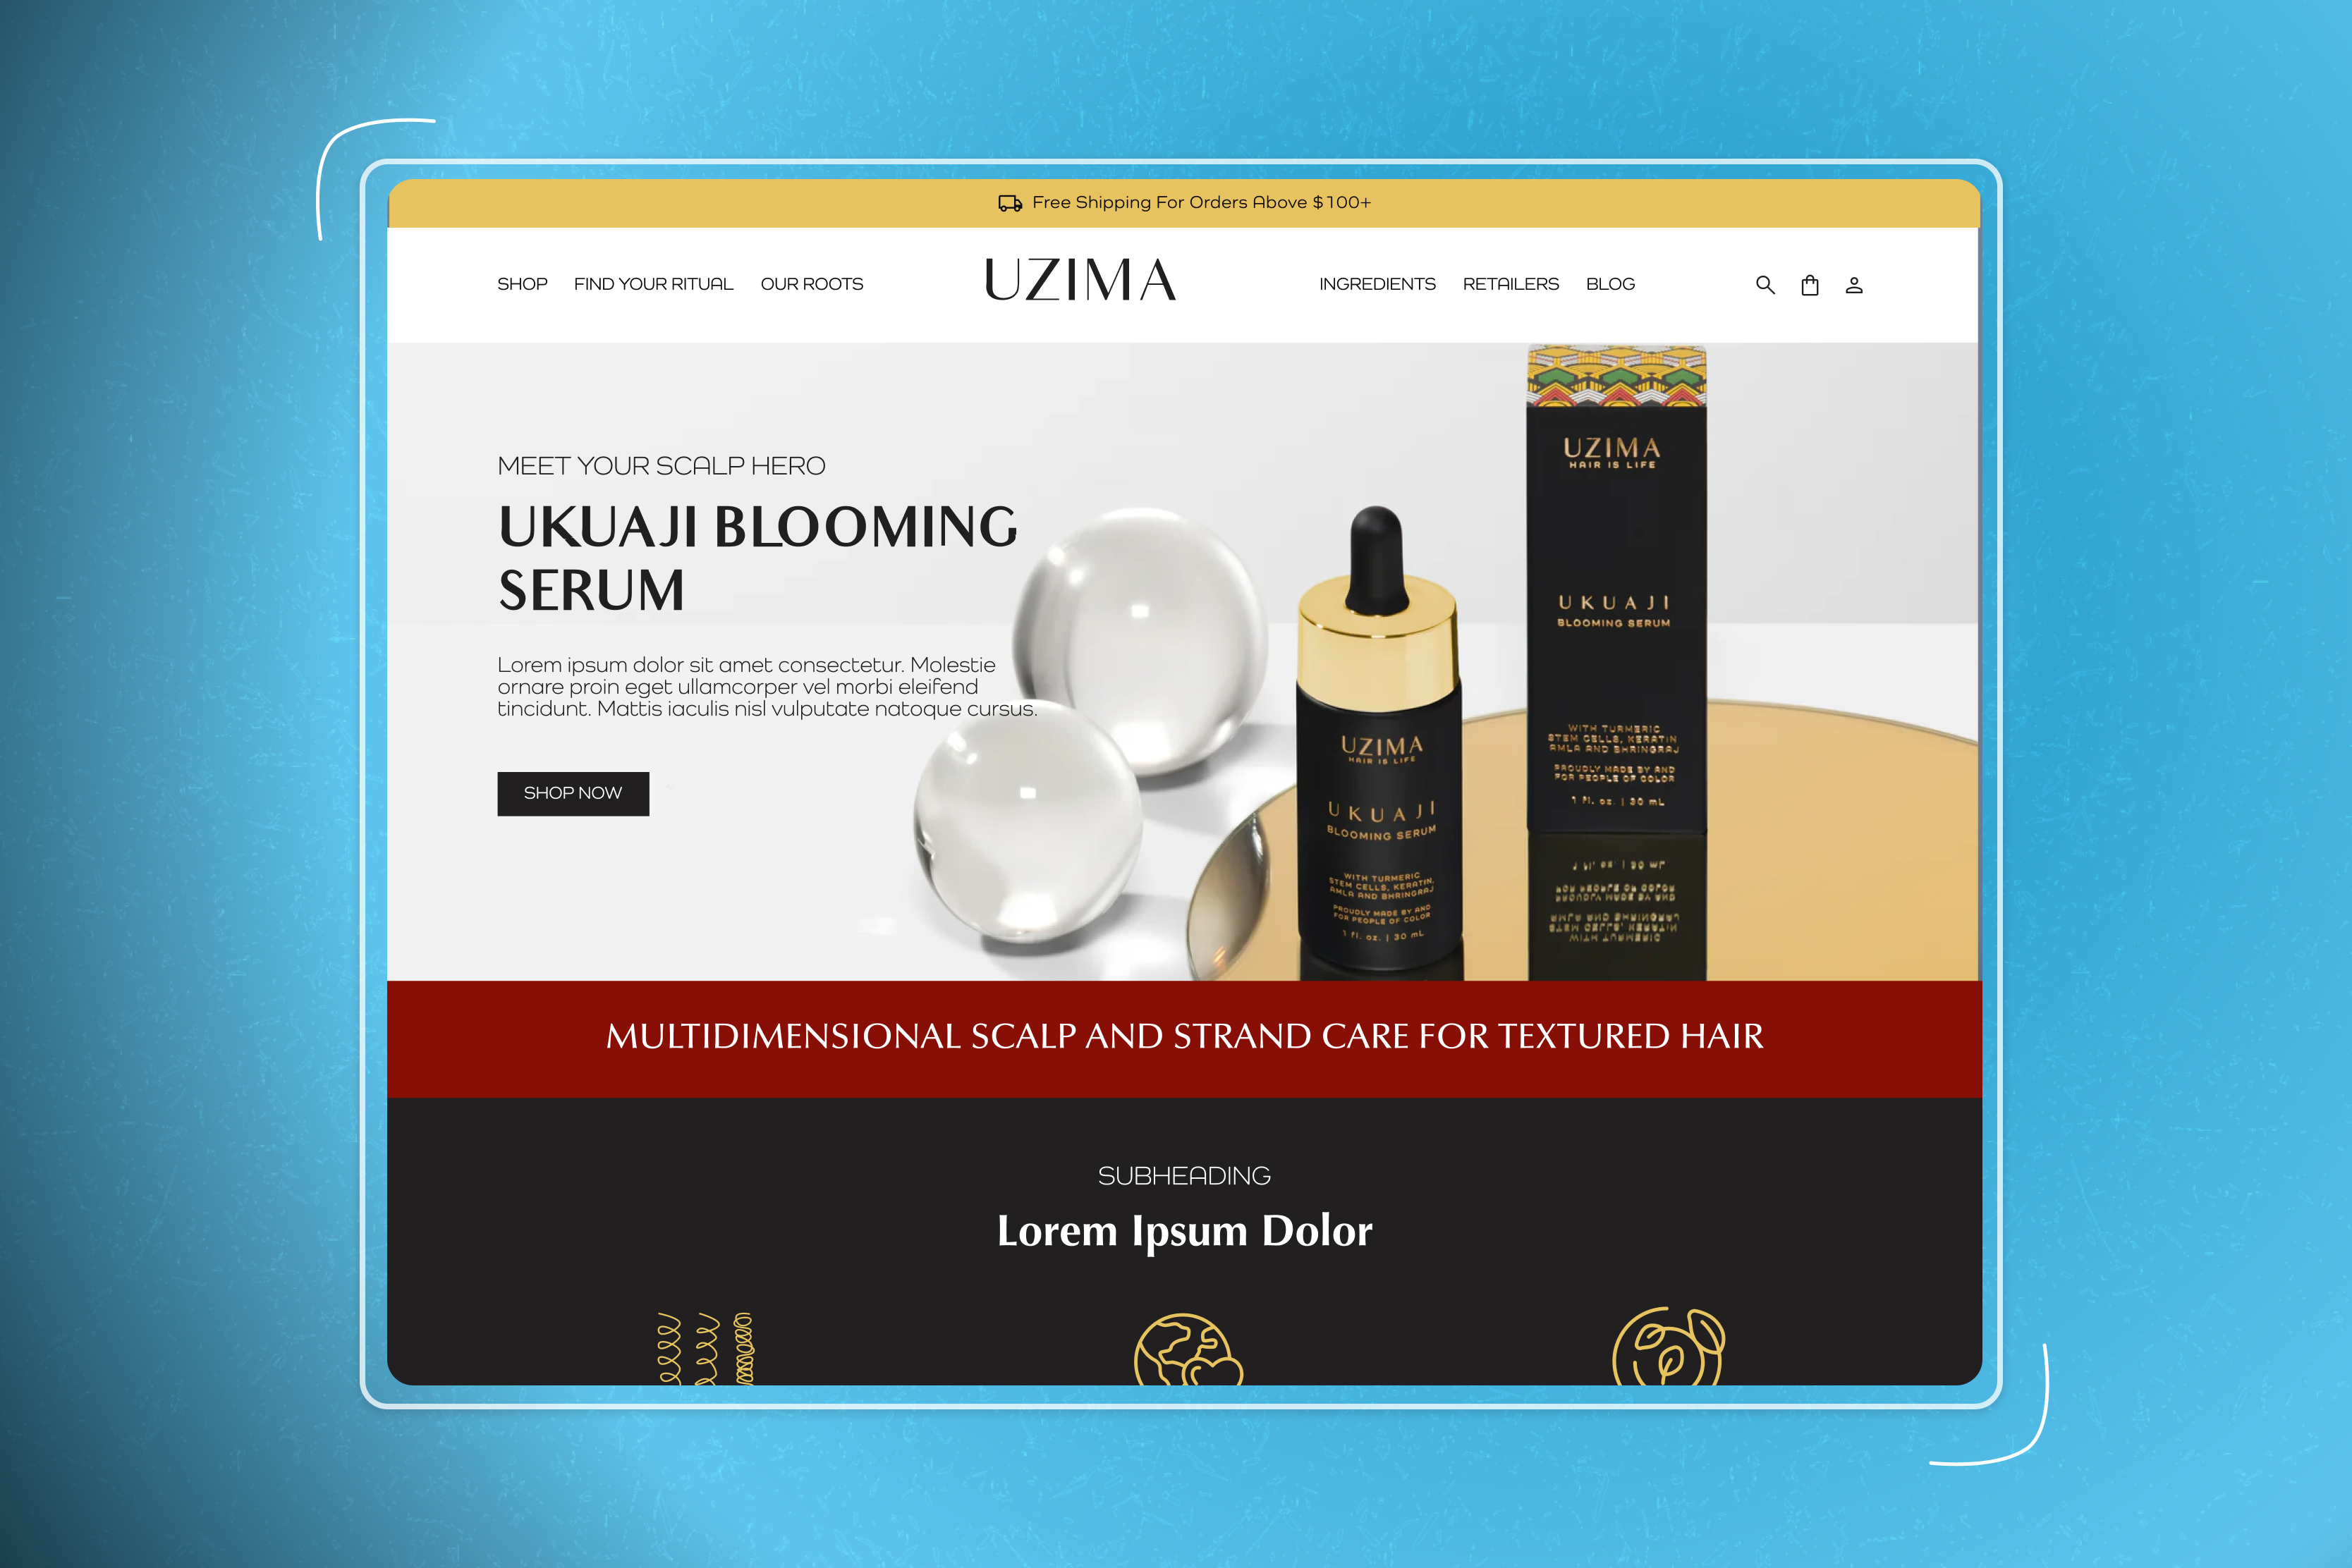 Free Shipping For Orders Above $100+
SHOP
FIND YOUR RITUAL
OUR ROOTS
UZIMA
INGREDIENTS
RETAILERS
BLOG
MEET YOUR SCALP HERO
UKUAJI BLOOMING
SERUM
Lorem ipsum dolor sit amet consectetur. Molestie
ornare proin eget ullamcorper vel morbi eleifend
tincidunt. Mattis iaculis nisl vulputate natoque cursus.
SHOP NOW
UZIMA
HAIR IS LIFE
UKUAJI
BLOOMING SERUM
WITH TURMERIC
STEM CELLS, KERATIN,
AMLA AND BHRINGRAJ
PROUDLY MADE BY AND
FOR PEOPLE OF COLOR
1 fl. oz. | 30 mL
UZIMA
HAIR IS LIFE
UKUAJI
BLOOMING SERUM
WITH TURMERIC
STEM CELLS, KERATIN
AMLA AND BHRINGRAJ
PROUDLY MADE BY AND
FOR PEOPLE OF COLOR
1 fl. oz. | 30 mL
MULTIDIMENSIONAL SCALP AND STRAND CARE FOR TEXTURED HAIR
SUBHEADING
Lorem Ipsum Dolor